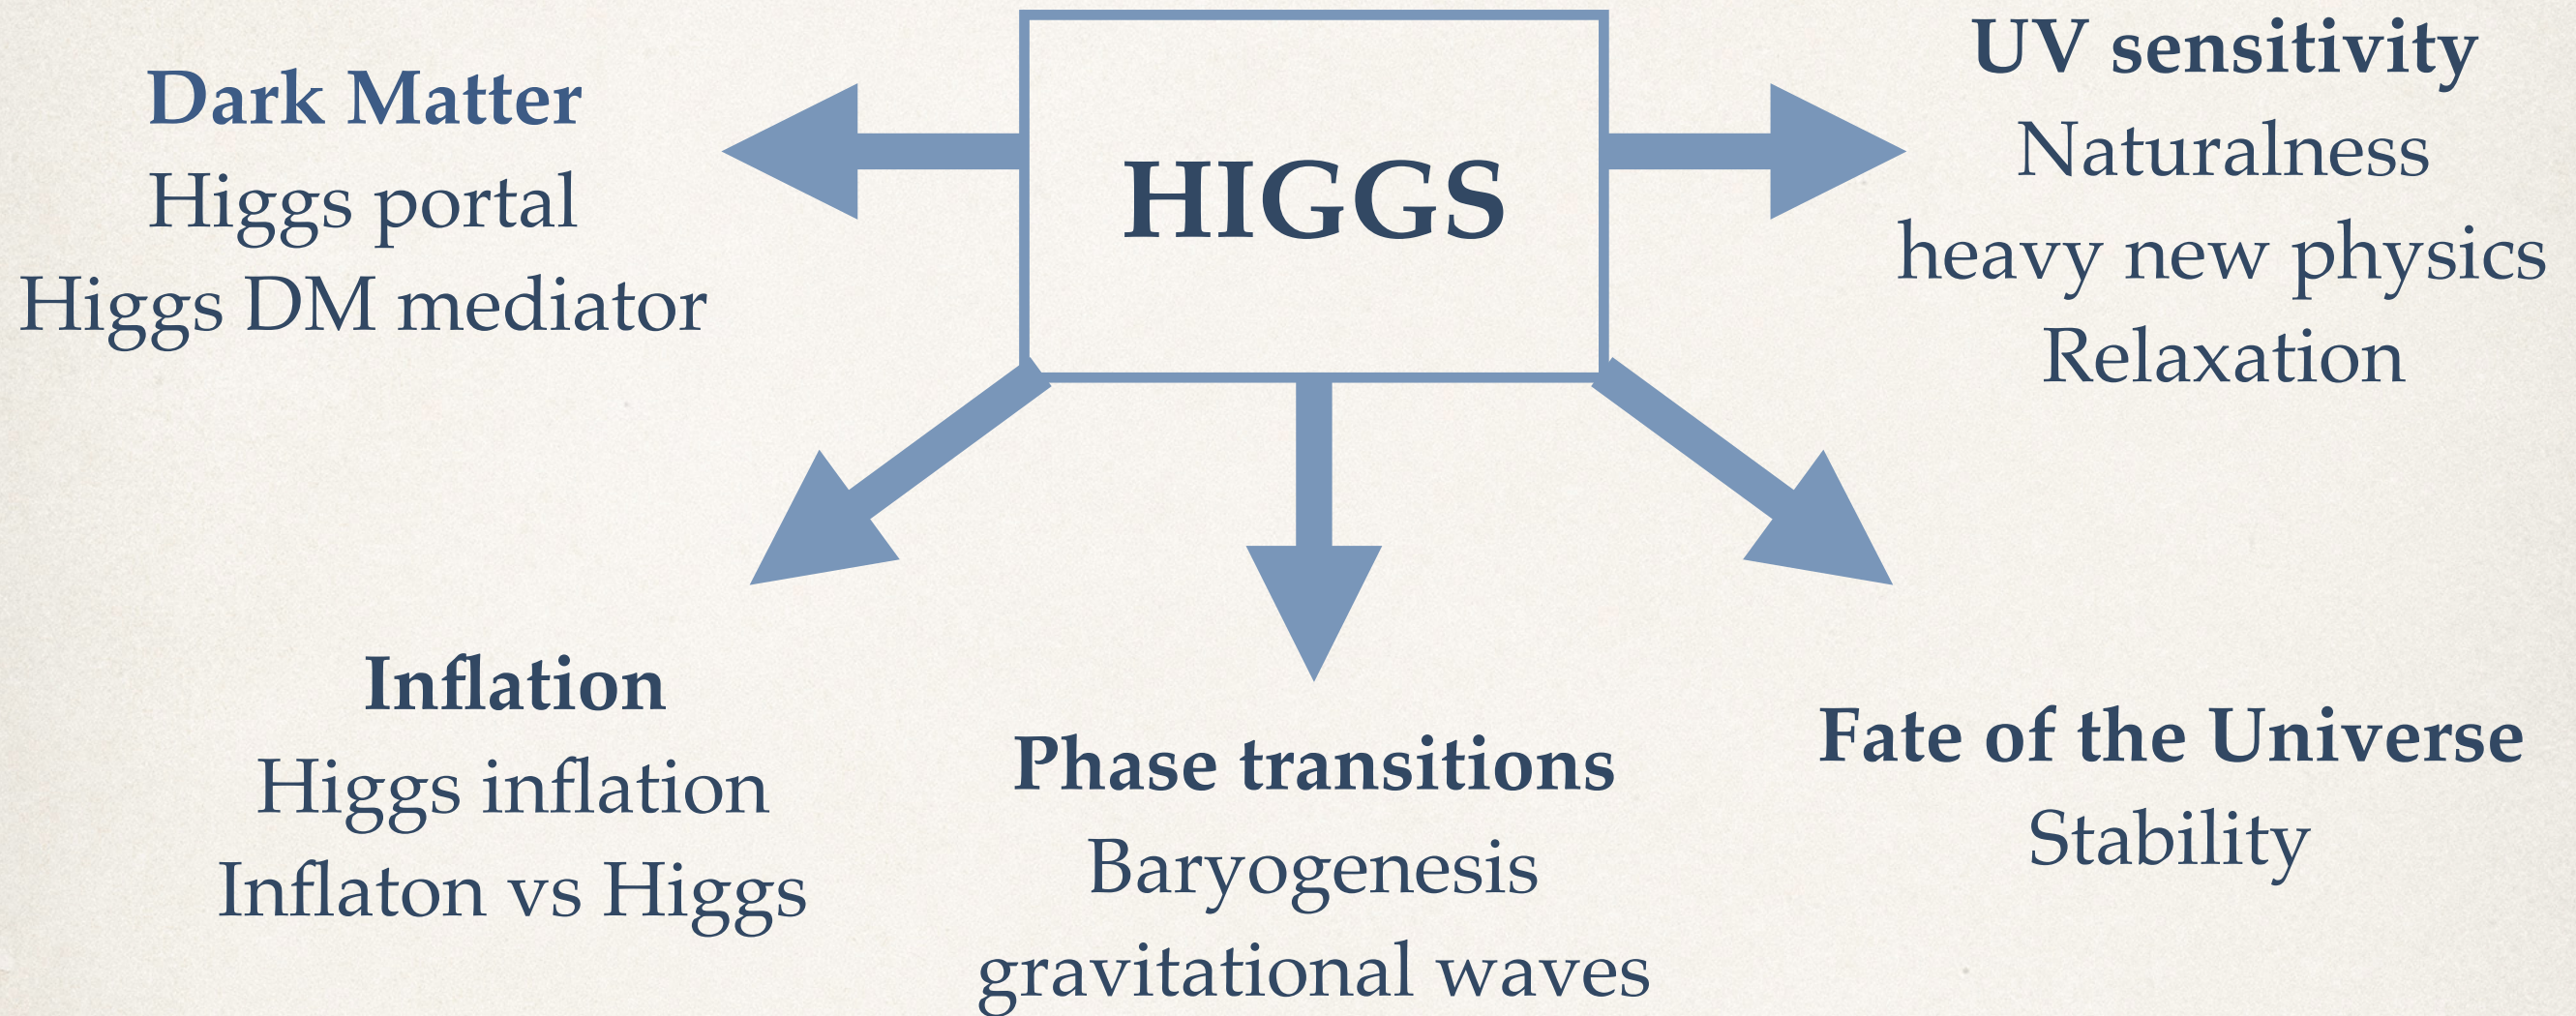 HIGGS
Dark Matter
Higgs portal
Higgs DM mediator
UV sensitivity
Naturalness
heavy new physics
Relaxation
Inflation
Higgs inflation
Inflaton vs Higgs
Phase transitions
Baryogenesis
gravitational waves
Fate of the Universe
Stability